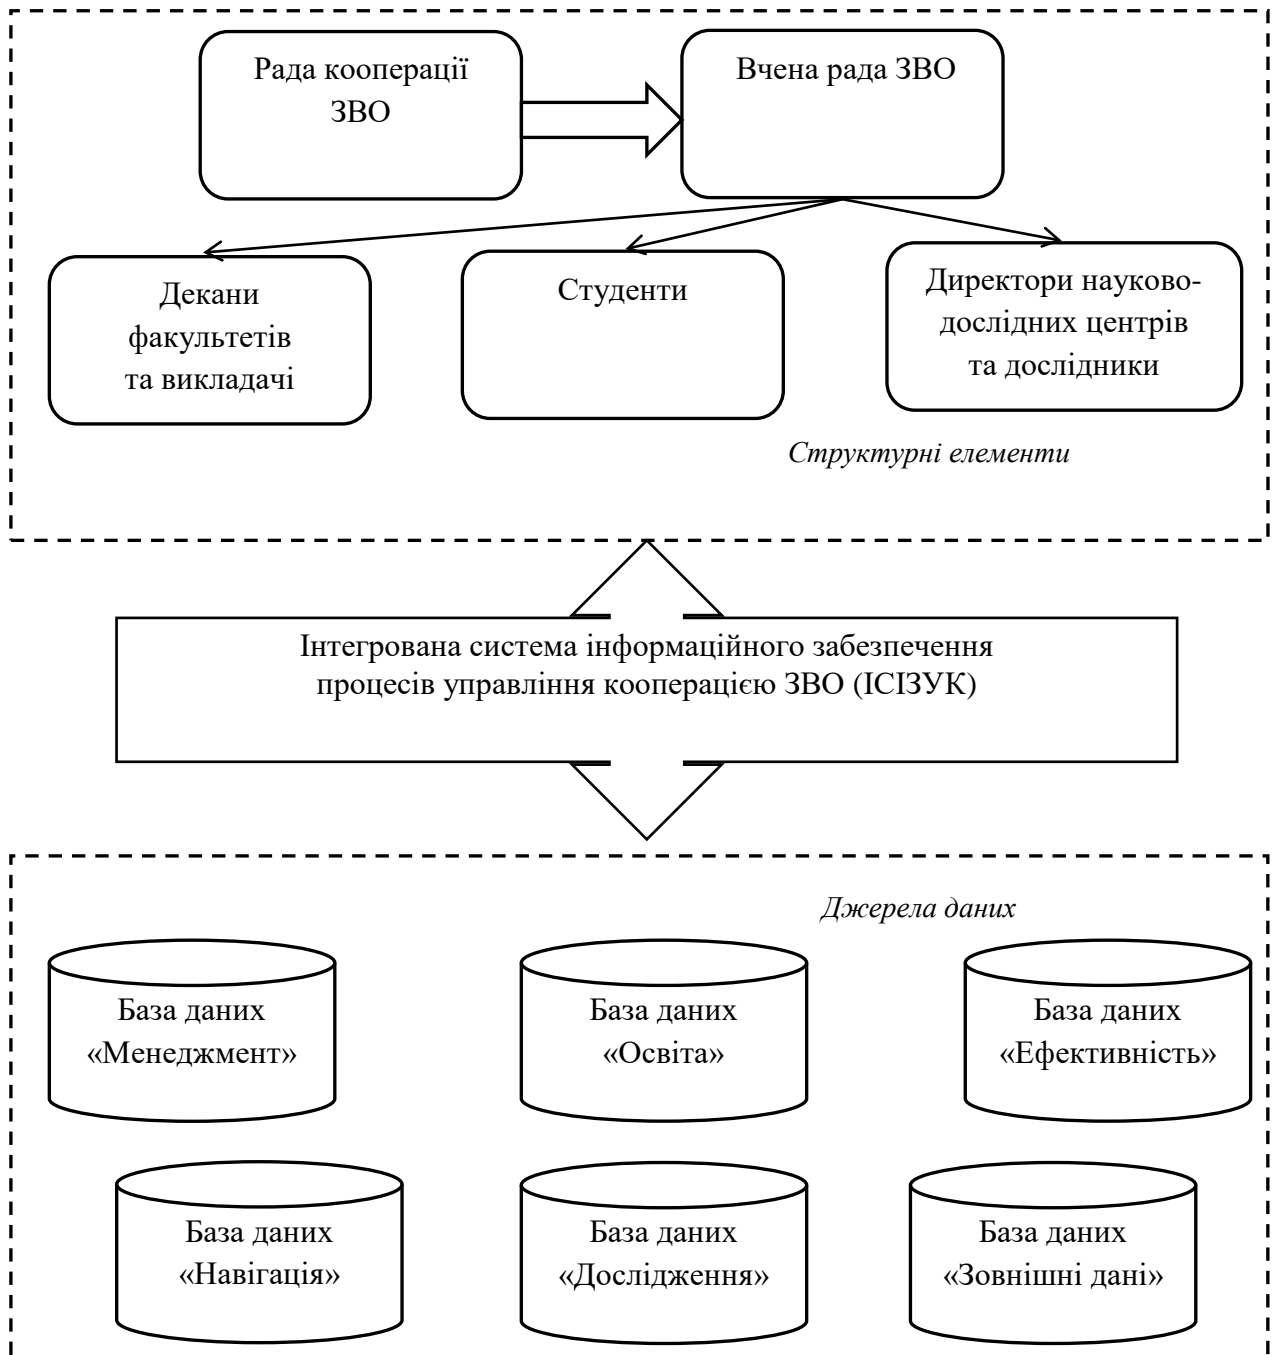 Рада кооперації
ЗВО
Вчена рада ЗВО
Декани
факультетів
та викладачі
Студенти
Директори науково-
дослідних центрів
та дослідники
Структурні елементи
Інтегрована система інформаційного забезпечення
процесів управління кооперацією ЗВО (ІСІЗУК)
Джерела даних
База даних
«Менеджмент»
База даних
«Освіта»
База даних
«Ефективність»
База даних
«Навігація»
База даних
«Дослідження»
База даних
«Зовнішні дані»